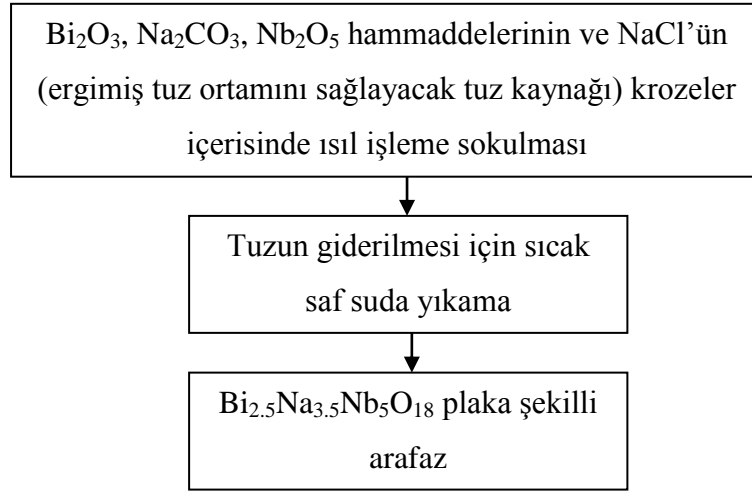 Bi₂O₃, Na₂CO₃, Nb₂O₅ hammaddelerinin ve NaCl’ün
(ergimiş tuz ortamını sağlayacak tuz kaynağı) krozeler
içerisinde ısıl işleme sokulması
Tuzun giderilmesi için sıcak
saf suda yıkama
Bi₂.₅Na₃.₅Nb₅O₁₈ plaka şekilli
arafaz